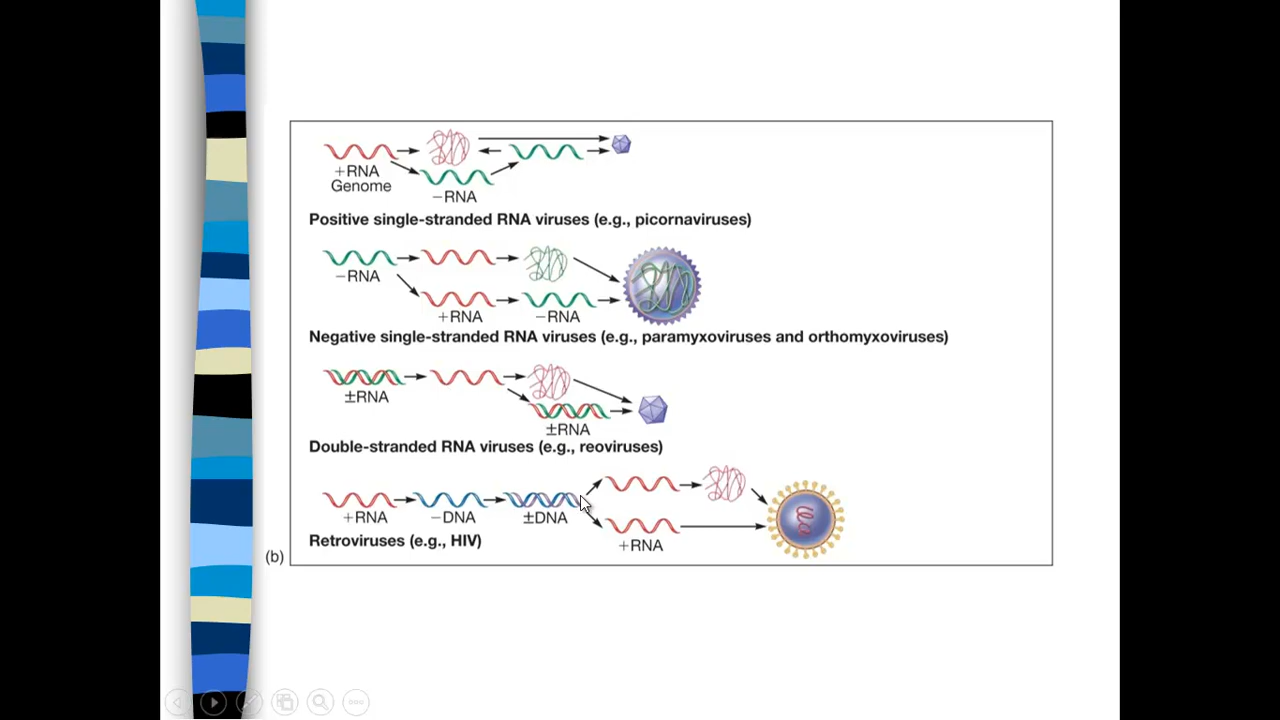 +RNA
Genome
−RNA
Positive single-stranded RNA viruses (e.g., picornaviruses)
−RNA
+RNA
−RNA
Negative single-stranded RNA viruses (e.g., paramyxoviruses and orthomyxoviruses)
±RNA
±RNA
Double-stranded RNA viruses (e.g., reoviruses)
+RNA
−DNA
±DNA
+RNA
Retroviruses (e.g., HIV)
(b)